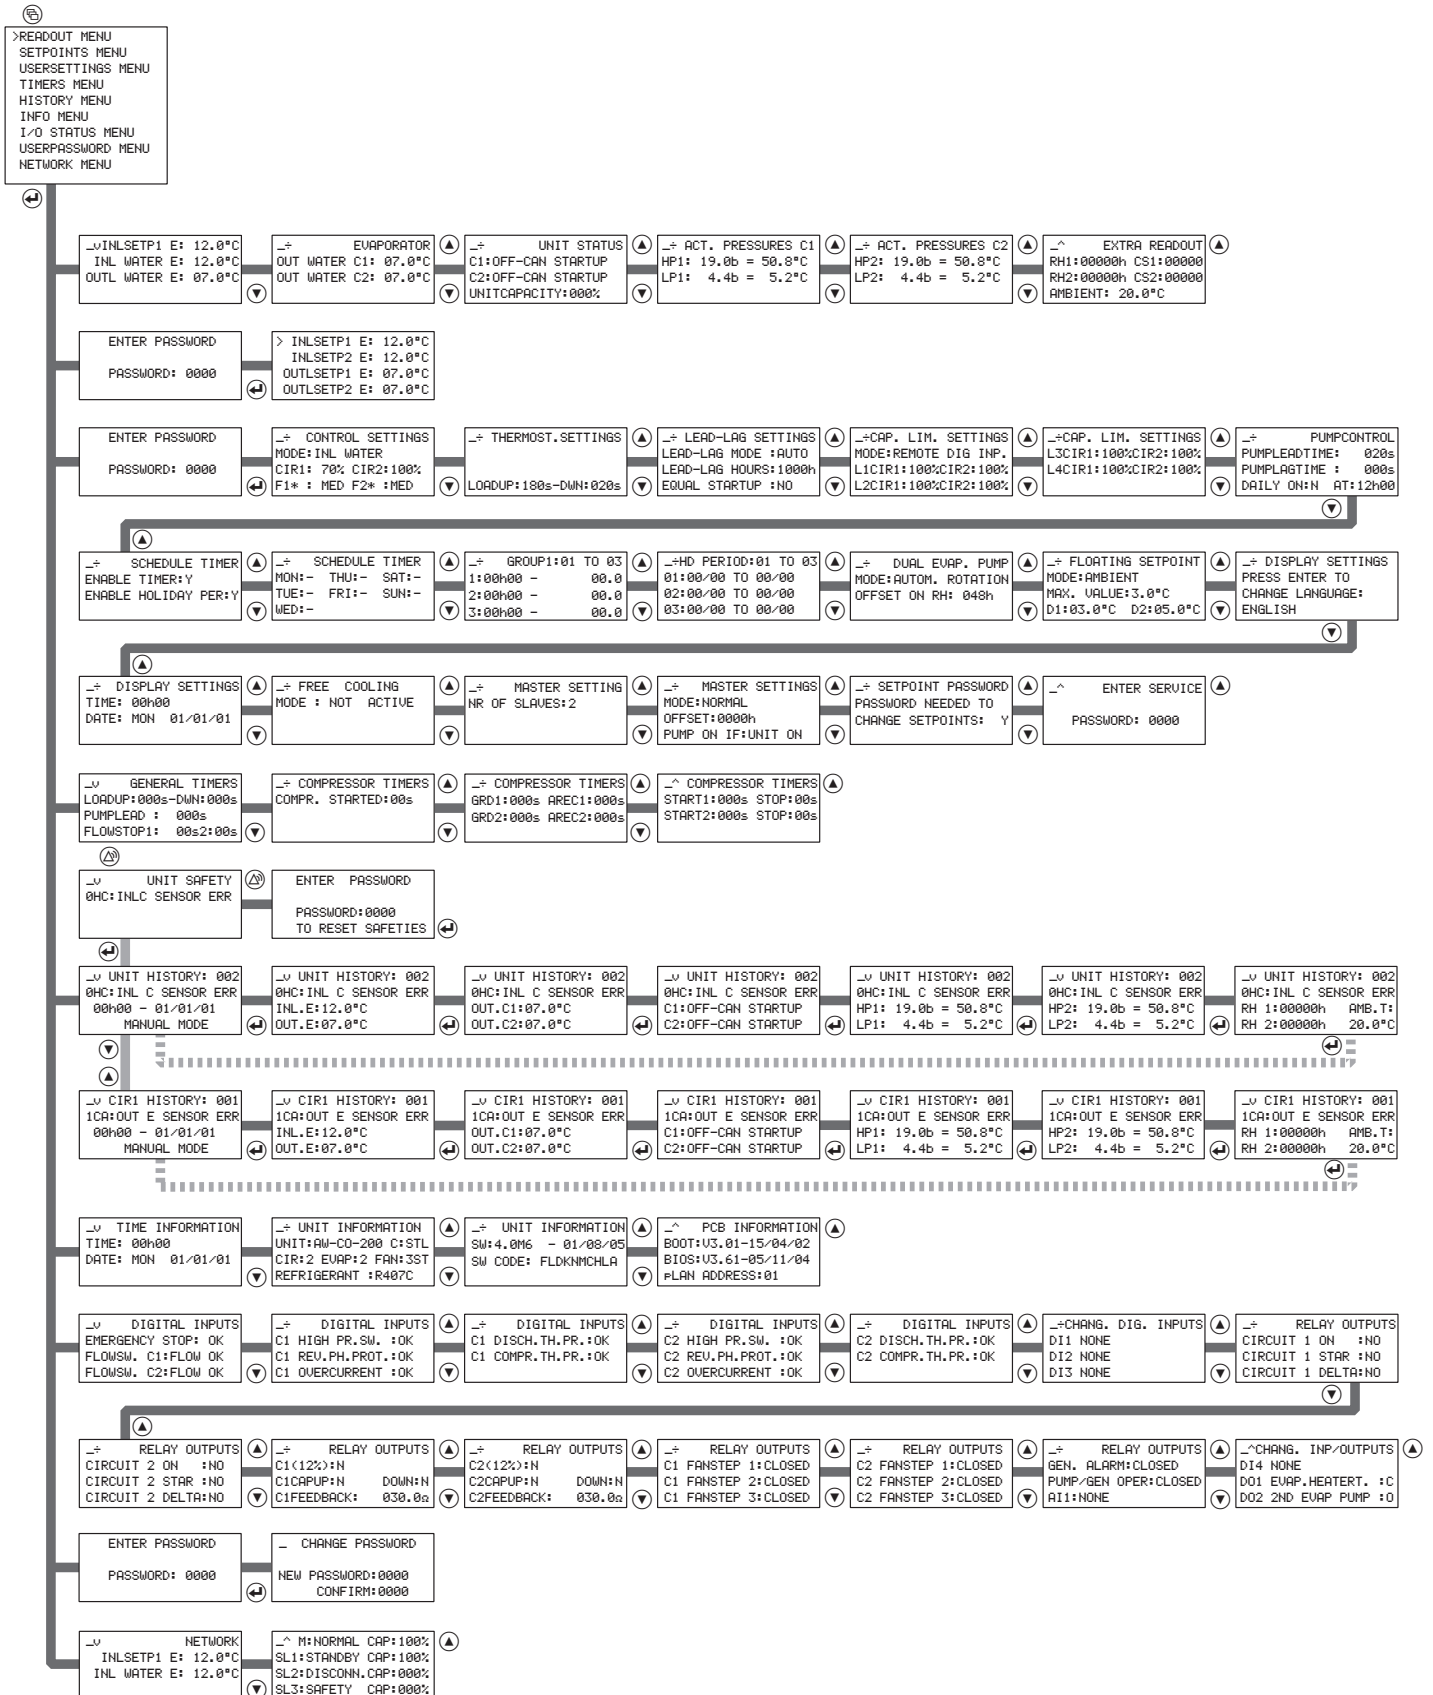 >READOUT MENU
SETPOINTS MENU
USERSETTINGS MENU
TIMERS MENU
HISTORY MENU
INFO MENU
I/O STATUS MENU
USERPASSWORD MENU
NETWORK MENU
_vINLSETP1 E: 12.0°C
INL WATER E: 12.0°C
OUTL WATER E: 07.0°C
_÷ EVAPORATOR
OUT WATER C1: 07.0°C
OUT WATER C2: 07.0°C
_÷ UNIT STATUS
C1:OFF-CAN STARTUP
C2:OFF-CAN STARTUP
UNITCAPACITY:000%
_÷ ACT. PRESSURES C1
HP1: 19.0b = 50.8°C
LP1: 4.4b = 5.2°C
_÷ ACT. PRESSURES C2
HP2: 19.0b = 50.8°C
LP2: 4.4b = 5.2°C
_^ EXTRA READOUT
RH1:00000h CS1:00000
RH2:00000h CS2:00000
AMBIENT: 20.0°C
ENTER PASSWORD
PASSWORD: 0000
> INLSETP1 E: 12.0°C
INLSETP2 E: 12.0°C
OUTLSETP1 E: 07.0°C
OUTLSETP2 E: 07.0°C
ENTER PASSWORD
PASSWORD: 0000
_÷ CONTROL SETTINGS
MODE:INL WATER
CIR1: 70% CIR2:100%
F1* : MED F2* :MED
_÷ THERMOST.SETTINGS
LOADUP:180s-DWN:020s
_÷ LEAD-LAG SETTINGS
LEAD-LAG MODE :AUTO
LEAD-LAG HOURS:1000h
EQUAL STARTUP :NO
_÷CAP. LIM. SETTINGS
MODE:REMOTE DIG INP.
L1CIR1:100%CIR2:100%
L2CIR1:100%CIR2:100%
_÷CAP. LIM. SETTINGS
L3CIR1:100%CIR2:100%
L4CIR1:100%CIR2:100%
_÷ PUMPCONTROL
PUMPLEADTIME: 020s
PUMPLAGTIME : 000s
DAILY ON:N AT:12h00
_÷ SCHEDULE TIMER
ENABLE TIMER:Y
ENABLE HOLIDAY PER:Y
_÷ SCHEDULE TIMER
MON:- THU:- SAT:-
TUE:- FRI:- SUN:-
WED:-
_÷ GROUP1:01 TO 03
1:00h00 - 00.0
2:00h00 - 00.0
3:00h00 - 00.0
_÷HD PERIOD:01 TO 03
01:00/00 TO 00/00
02:00/00 TO 00/00
03:00/00 TO 00/00
_÷ DUAL EVAP. PUMP
MODE:AUTOM. ROTATION
OFFSET ON RH: 048h
_÷ FLOATING SETPOINT
MODE:AMBIENT
MAX. VALUE:3.0°C
D1:03.0°C D2:05.0°C
_÷ DISPLAY SETTINGS
PRESS ENTER TO
CHANGE LANGUAGE:
ENGLISH
_÷ DISPLAY SETTINGS
TIME: 00h00
DATE: MON 01/01/01
_÷ FREE COOLING
MODE : NOT ACTIVE
_÷ MASTER SETTING
NR OF SLAVES:2
_÷ MASTER SETTINGS
MODE:NORMAL
OFFSET:0000h
PUMP ON IF:UNIT ON
_÷ SETPOINT PASSWORD
PASSWORD NEEDED TO
CHANGE SETPOINTS: Y
_^ ENTER SERVICE
PASSWORD: 0000
_v GENERAL TIMERS
LOADUP:000s-DWN:000s
PUMPLEAD : 000s
FLOWSTOP1: 00s2:00s
_÷ COMPRESSOR TIMERS
COMPR. STARTED:00s
_÷ COMPRESSOR TIMERS
GRD1:000s AREC1:000s
GRD2:000s AREC2:000s
_^ COMPRESSOR TIMERS
START1:000s STOP:00s
START2:000s STOP:00s
_v UNIT SAFETY
0HC:INLC SENSOR ERR
ENTER PASSWORD
PASSWORD:0000
TO RESET SAFETIES
_v UNIT HISTORY: 002
0HC:INL C SENSOR ERR
00h00 - 01/01/01
MANUAL MODE
_v UNIT HISTORY: 002
0HC:INL C SENSOR ERR
INL.E:12.0°C
OUT.E:07.0°C
_v UNIT HISTORY: 002
0HC:INL C SENSOR ERR
OUT.C1:07.0°C
OUT.C2:07.0°C
_v UNIT HISTORY: 002
0HC:INL C SENSOR ERR
C1:OFF-CAN STARTUP
C2:OFF-CAN STARTUP
_v UNIT HISTORY: 002
0HC:INL C SENSOR ERR
HP1: 19.0b = 50.8°C
LP1: 4.4b = 5.2°C
_v UNIT HISTORY: 002
0HC:INL C SENSOR ERR
HP2: 19.0b = 50.8°C
LP2: 4.4b = 5.2°C
_v UNIT HISTORY: 002
0HC:INL C SENSOR ERR
RH 1:00000h AMB.T:
RH 2:00000h 20.0°C
_v CIR1 HISTORY: 001
1CA:OUT E SENSOR ERR
00h00 - 01/01/01
MANUAL MODE
_v CIR1 HISTORY: 001
1CA:OUT E SENSOR ERR
INL.E:12.0°C
OUT.E:07.0°C
_v CIR1 HISTORY: 001
1CA:OUT E SENSOR ERR
OUT.C1:07.0°C
OUT.C2:07.0°C
_v CIR1 HISTORY: 001
1CA:OUT E SENSOR ERR
C1:OFF-CAN STARTUP
C2:OFF-CAN STARTUP
_v CIR1 HISTORY: 001
1CA:OUT E SENSOR ERR
HP1: 19.0b = 50.8°C
LP1: 4.4b = 5.2°C
_v CIR1 HISTORY: 001
1CA:OUT E SENSOR ERR
HP2: 19.0b = 50.8°C
LP2: 4.4b = 5.2°C
_v CIR1 HISTORY: 001
1CA:OUT E SENSOR ERR
RH 1:00000h AMB.T:
RH 2:00000h 20.0°C
_v TIME INFORMATION
TIME: 00h00
DATE: MON 01/01/01
_÷ UNIT INFORMATION
UNIT:AW-CO-200 C:STL
CIR:2 EVAP:2 FAN:3ST
REFRIGERANT :R407C
_÷ UNIT INFORMATION
SW:4.0M6 - 01/08/05
SW CODE: FLDKNMCHLA
_^ PCB INFORMATION
BOOT:V3.01-15/04/02
BIOS:V3.61-05/11/04
pLAN ADDRESS:01
_v DIGITAL INPUTS
EMERGENCY STOP: OK
FLOWSW. C1:FLOW OK
FLOWSW. C2:FLOW OK
_÷ DIGITAL INPUTS
C1 HIGH PR.SW. :OK
C1 REV.PH.PROT.:OK
C1 OVERCURRENT :OK
_÷ DIGITAL INPUTS
C1 DISCH.TH.PR.:OK
C1 COMPR.TH.PR.:OK
_÷ DIGITAL INPUTS
C2 HIGH PR.SW. :OK
C2 REV.PH.PROT.:OK
C2 OVERCURRENT :OK
_÷ DIGITAL INPUTS
C2 DISCH.TH.PR.:OK
C2 COMPR.TH.PR.:OK
_÷CHANG. DIG. INPUTS
DI1 NONE
DI2 NONE
DI3 NONE
_÷ RELAY OUTPUTS
CIRCUIT 1 ON :NO
CIRCUIT 1 STAR :NO
CIRCUIT 1 DELTA:NO
_÷ RELAY OUTPUTS
CIRCUIT 2 ON :NO
CIRCUIT 2 STAR :NO
CIRCUIT 2 DELTA:NO
_÷ RELAY OUTPUTS
C1(12%):N
C1CAPUP:N DOWN:N
C1FEEDBACK: 030.0Ω
_÷ RELAY OUTPUTS
C2(12%):N
C2CAPUP:N DOWN:N
C2FEEDBACK: 030.0Ω
_÷ RELAY OUTPUTS
C1 FANSTEP 1:CLOSED
C1 FANSTEP 2:CLOSED
C1 FANSTEP 3:CLOSED
_÷ RELAY OUTPUTS
C2 FANSTEP 1:CLOSED
C2 FANSTEP 2:CLOSED
C2 FANSTEP 3:CLOSED
_÷ RELAY OUTPUTS
GEN. ALARM:CLOSED
PUMP/GEN OPER:CLOSED
AI1:NONE
_^CHANG. INP/OUTPUTS
DI4 NONE
DO1 EVAP.HEATERT. :C
DO2 2ND EVAP PUMP :O
ENTER PASSWORD
PASSWORD: 0000
_ CHANGE PASSWORD
NEW PASSWORD:0000
CONFIRM:0000
_v NETWORK
INLSETP1 E: 12.0°C
INL WATER E: 12.0°C
_^ M:NORMAL CAP:100%
SL1:STANDBY CAP:100%
SL2:DISCONN.CAP:000%
SL3:SAFETY CAP:000%